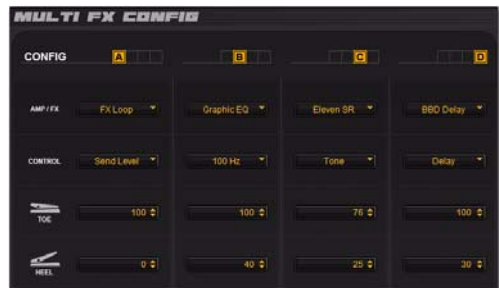 MULTI FX CONFIG
CONFIG A B C D
AMP / FX FX Loop Graphic EQ Eleven SR BBD Delay
CONTROL Send Level 100 Hz Tone Delay
TOE 100 100 76 100
HEEL 0 40 25 30